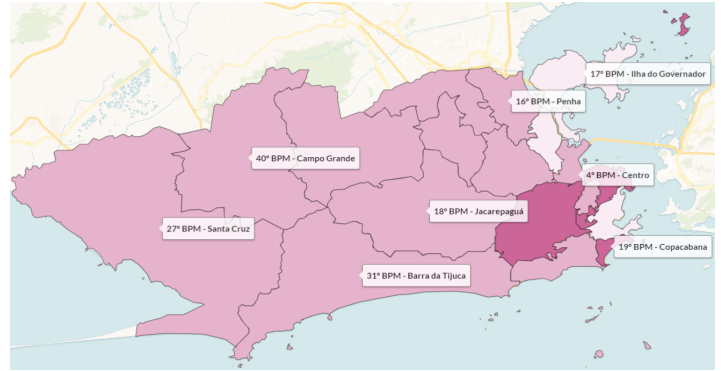 17º BPM - Ilha do Governador
16º BPM - Penha
40º BPM - Campo Grande
4º BPM - Centro
18º BPM - Jacarepaguá
27º BPM - Santa Cruz
19º BPM - Copacabana
31º BPM - Barra da Tijuca